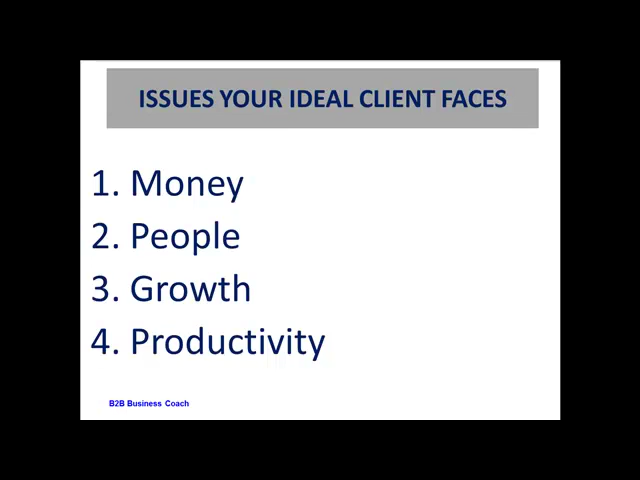 ISSUES YOUR IDEAL CLIENT FACES
1. Money
2. People
3. Growth
4. Productivity
B2B Business Coach